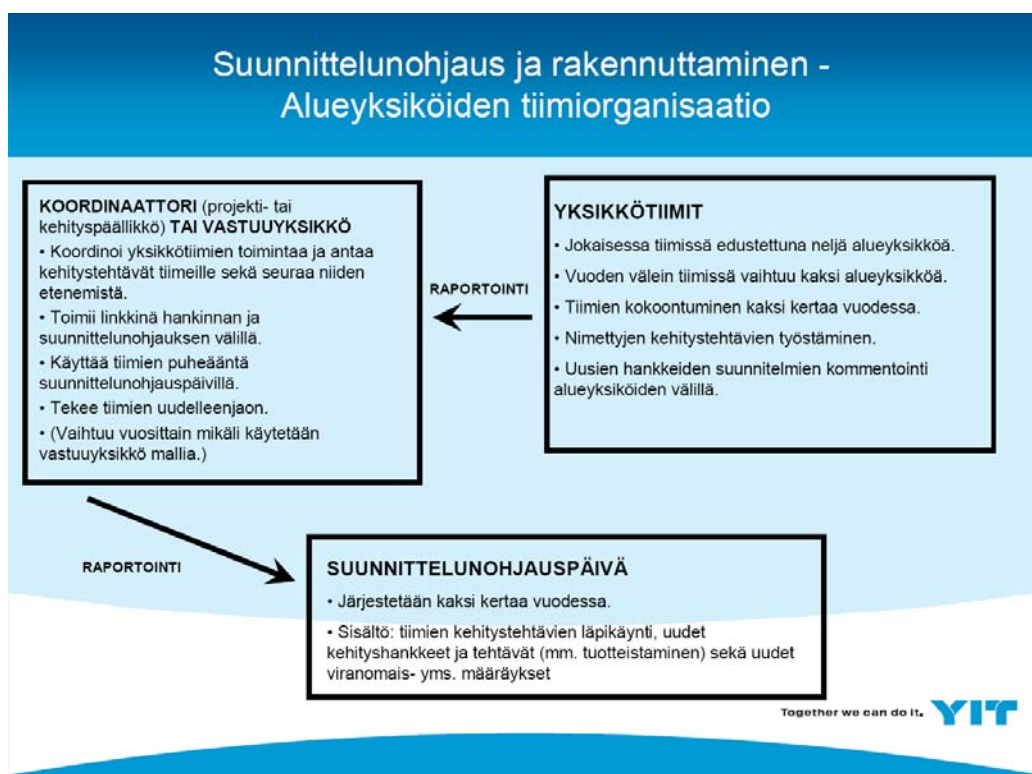 Suunnittelunohjaus ja rakennuttaminen -
Alueyksiköiden tiimiorganisaatio
KOORDINAATTORI (projekti- tai
kehityspäällikkö) TAI VASTUUYKSIKKÖ
• Koordinoi yksikkötiimien toimintaa ja antaa
kehitystehtävät tiimeille sekä seuraa niiden
etenemistä.
• Toimii linkkinä hankinnan ja
suunnittelunohjauksen välillä.
• Käyttää tiimien puheääntä
suunnittelunohjauspäivillä.
• Tekee tiimien uudelleenjaon.
• (Vaihtuu vuosittain mikäli käytetään
vastuuyksikkö mallia.)
RAPORTOINTI
YKSIKKÖTIIMIT
• Jokaisessa tiimissä edustettuna neljä alueyksikköä.
• Vuoden välein tiimissä vaihtuu kaksi alueyksikköä.
• Tiimien kokoontuminen kaksi kertaa vuodessa.
• Nimettyjen kehitystehtävien työstäminen.
• Uusien hankkeiden suunnitelmien kommentointi
alueyksiköiden välillä.
RAPORTOINTI
SUUNNITTELUNOHJAUSPÄIVÄ
• Järjestetään kaksi kertaa vuodessa.
• Sisältö: tiimien kehitystehtävien läpikäynti, uudet
kehityshankkeet ja tehtävät (mm. tuotteistaminen) sekä uudet
viranomais- yms. määräykset
Together we can do it. YIT